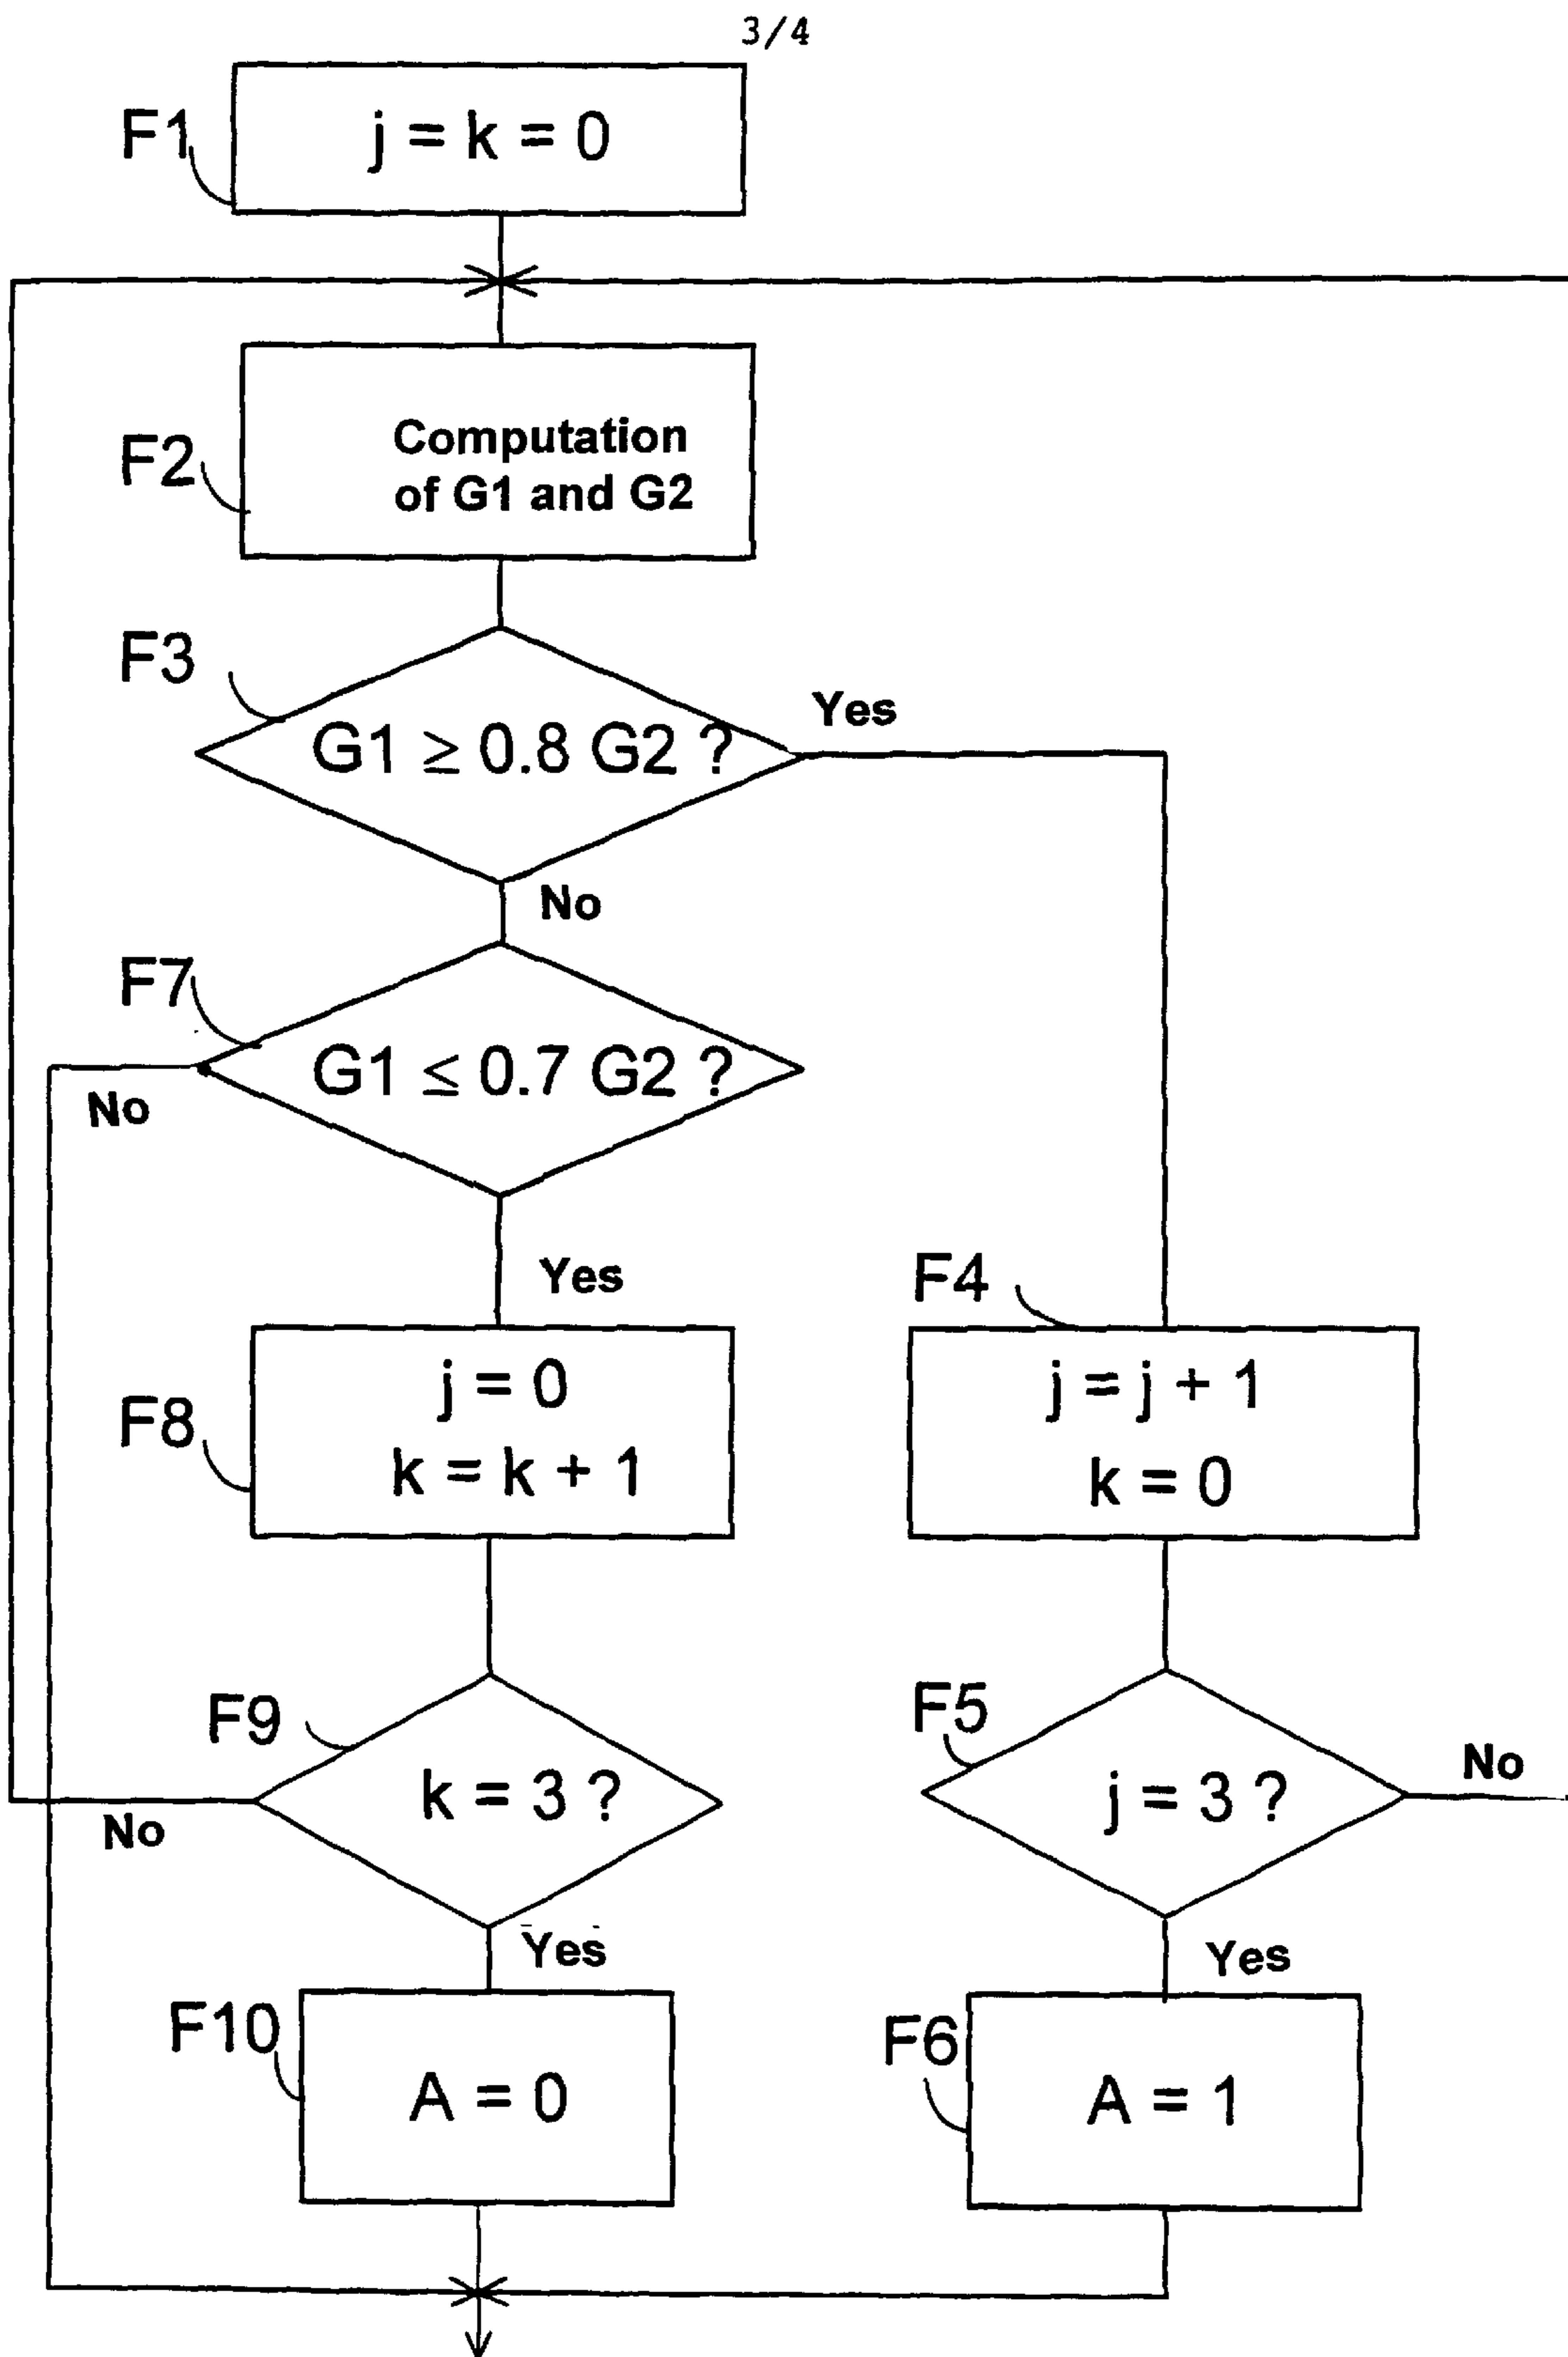 3/4
F1
j = k = 0
F2
Computation
of G1 and G2
F3
G1 ≥ 0.8 G2 ?
Yes
No
F7
G1 ≤ 0.7 G2 ?
No
Yes
F4
F8
j = 0
k = k + 1
j = j + 1
k = 0
F9
k = 3 ?
No
Yes
F5
j = 3 ?
No
Yes
F10
A = 0
F6
A = 1